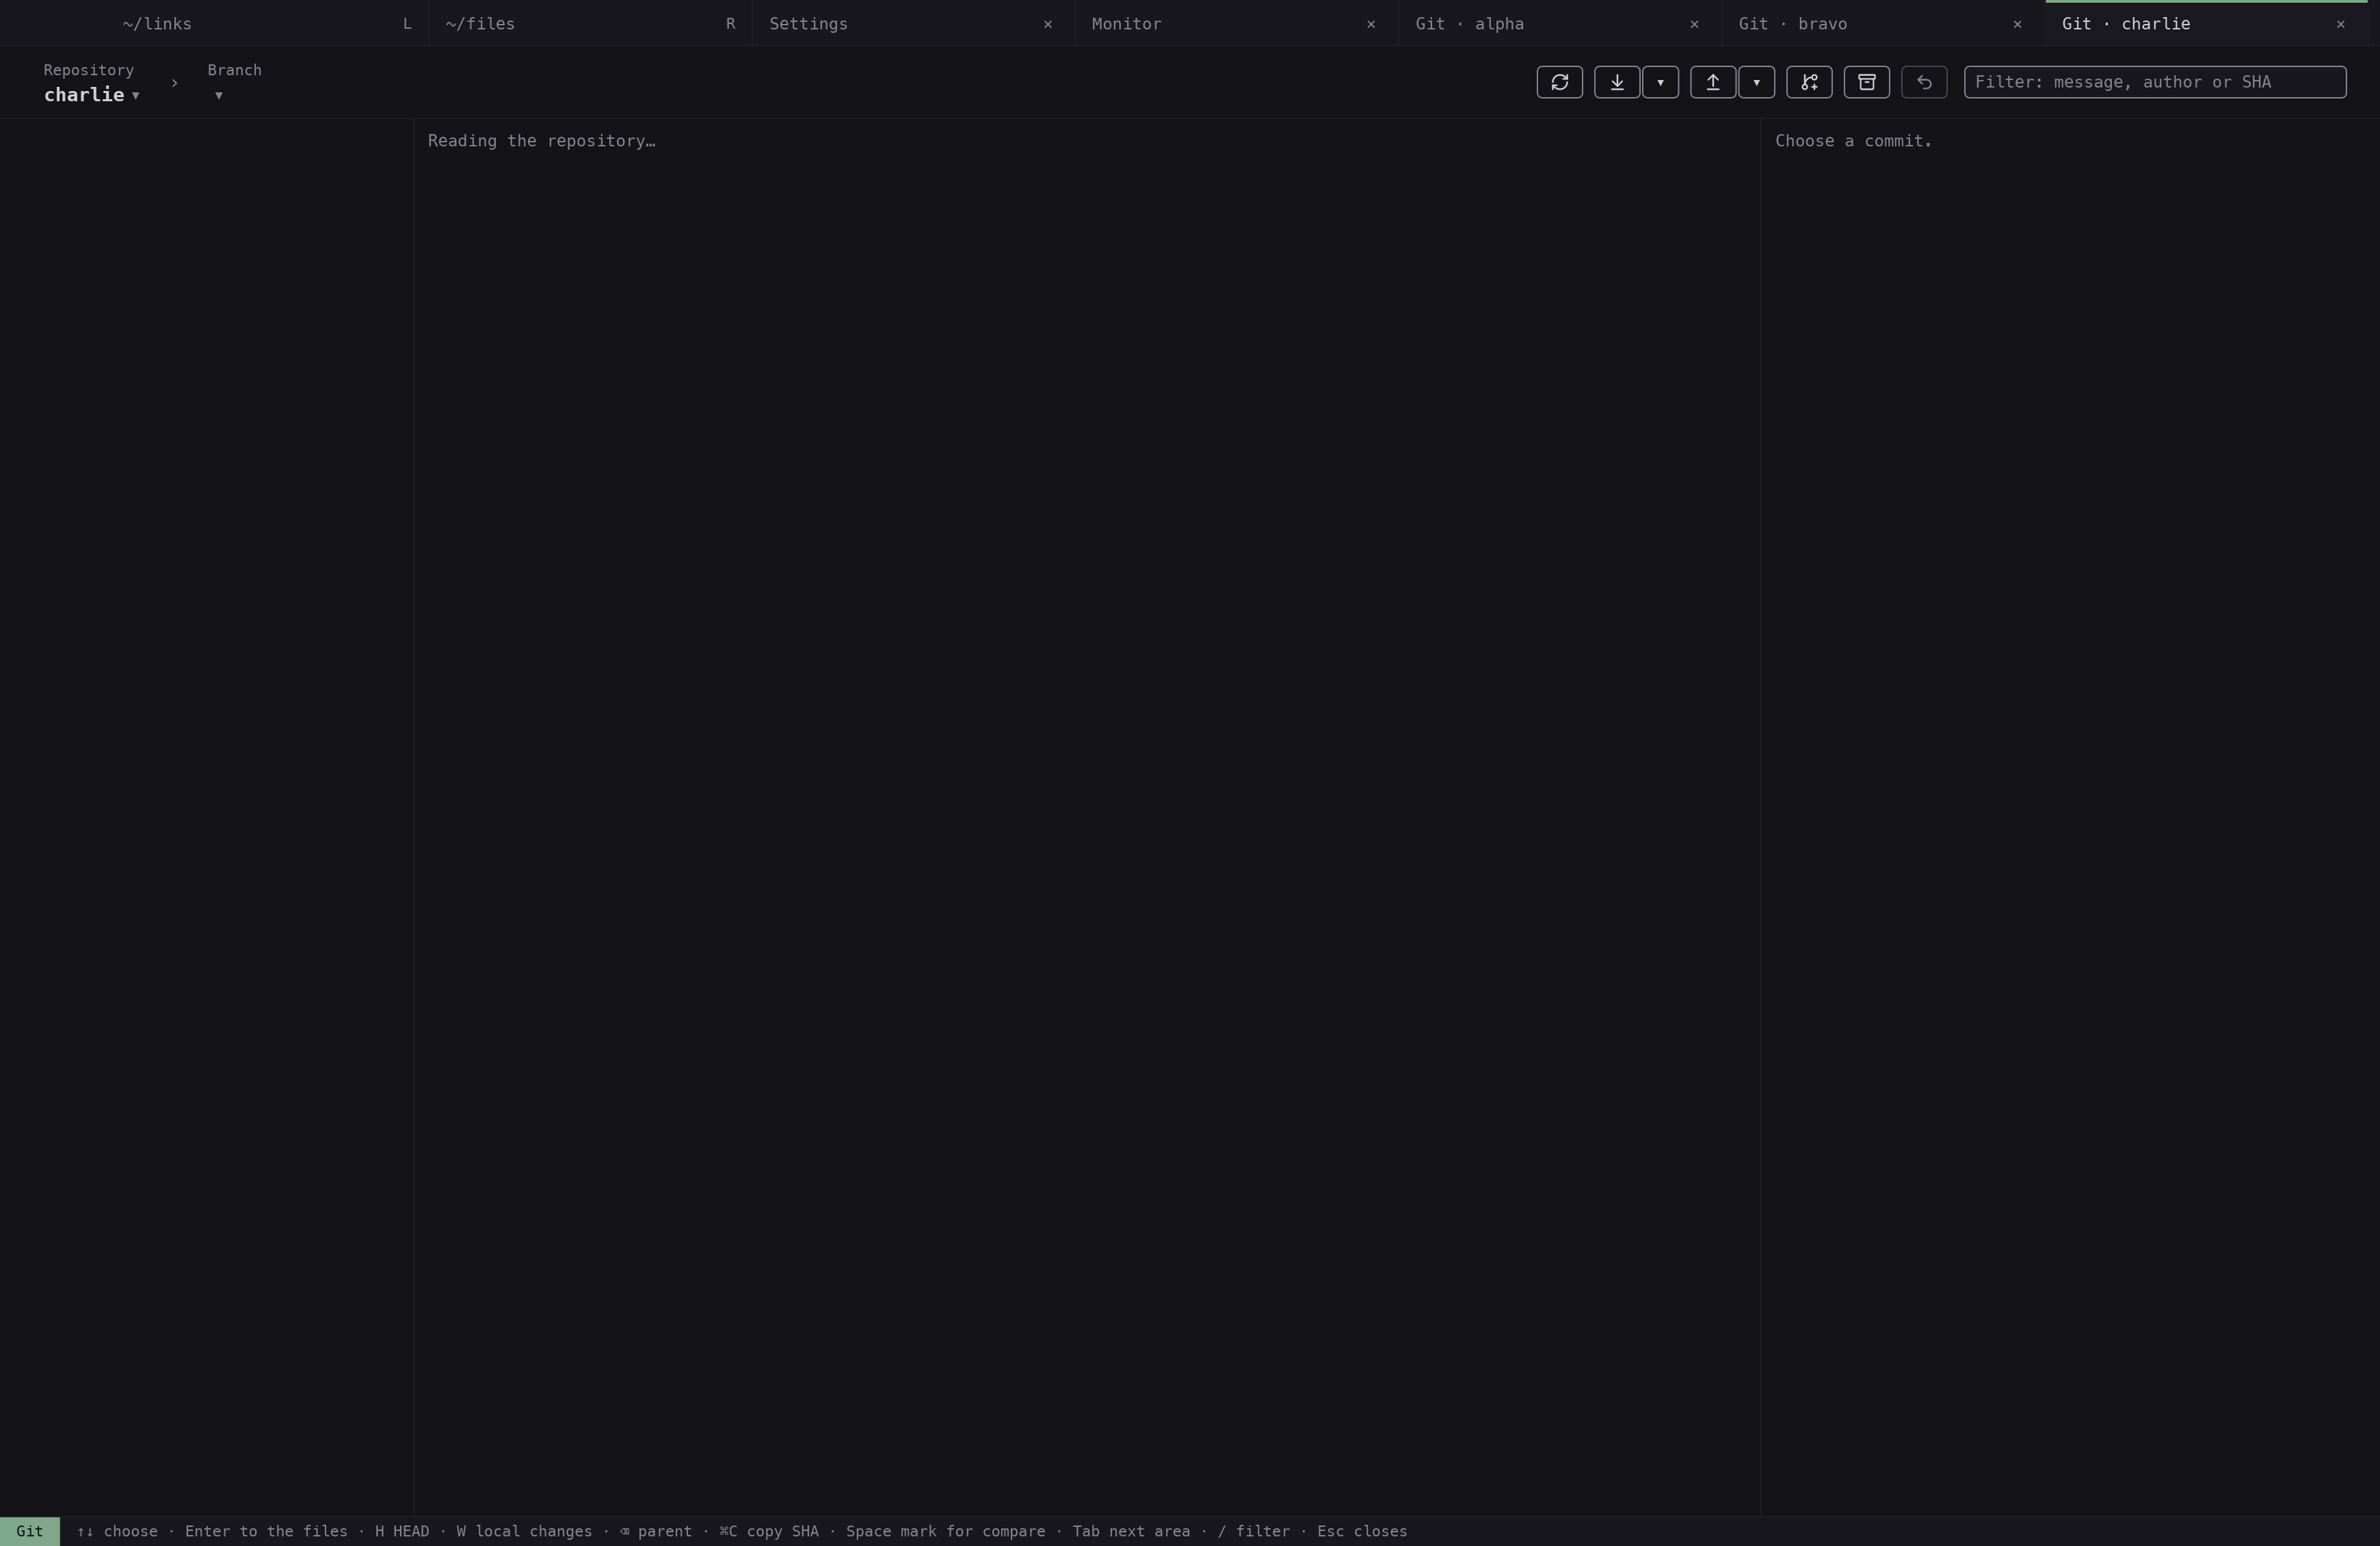 ~/links L ~/files R Settings × Monitor × Git · alpha × Git · bravo × Git · charlie ×
Repository Branch
charlie ▾ › ▾
▾ ▾ Filter: message, author or SHA
Reading the repository… Choose a commit.
Git ↑↓ choose · Enter to the files · H HEAD · W local changes · ⌫ parent · ⌘C copy SHA · Space mark for compare · Tab next area · / filter · Esc closes